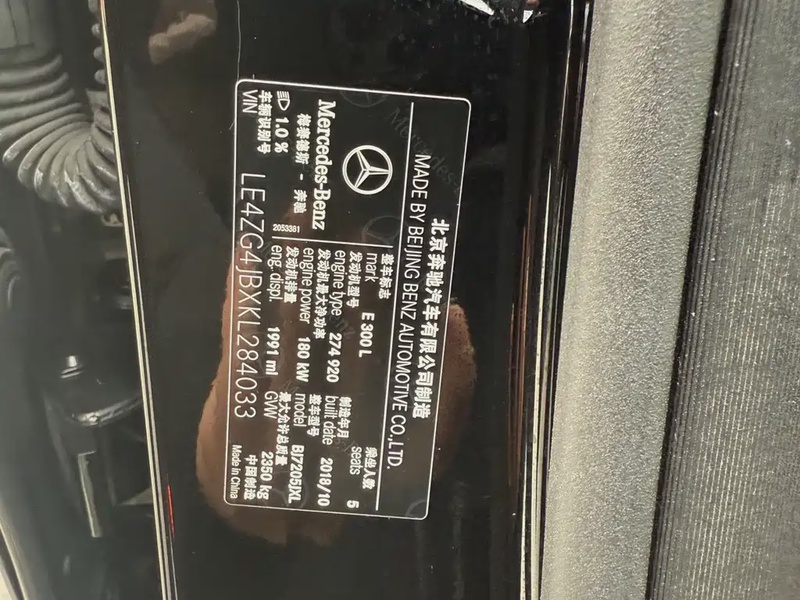 北京奔驰汽车有限公司制造
MADE BY BEIJING BENZ AUTOMOTIVE CO.,LTD.
Mercedes-Benz
梅赛德斯 - 奔驰
2053381
1.0 %
整车标志
mark E 300 L
乘坐人数
seats 5
发动机型号
engine type 274 920
制造年月
built date 2018/10
发动机最大净功率
engine power 180 kW
整车型号
model BJ7205JXL
发动机排量
eng. displ. 1991 ml
最大允许总质量
GVW 2350 kg
车辆识别号
VIN LE4ZG4JBXKL284033
中国制造
Made in China